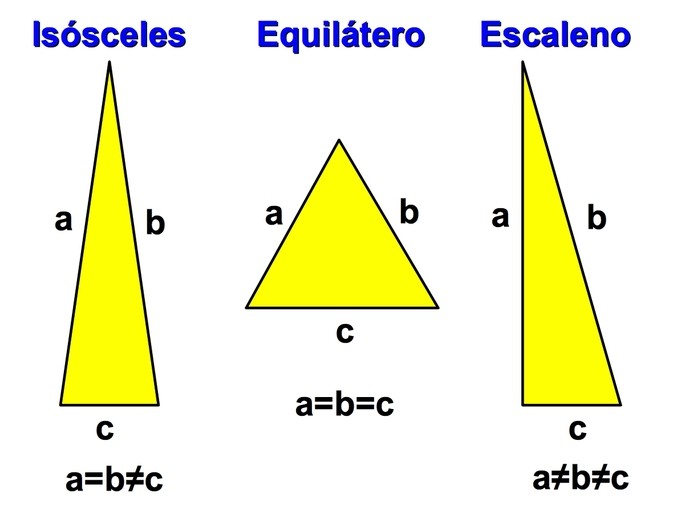 Isósceles
a
b
c
a=b≠c
Equilátero
a
b
c
a=b=c
Escaleno
a
b
c
a≠b≠c